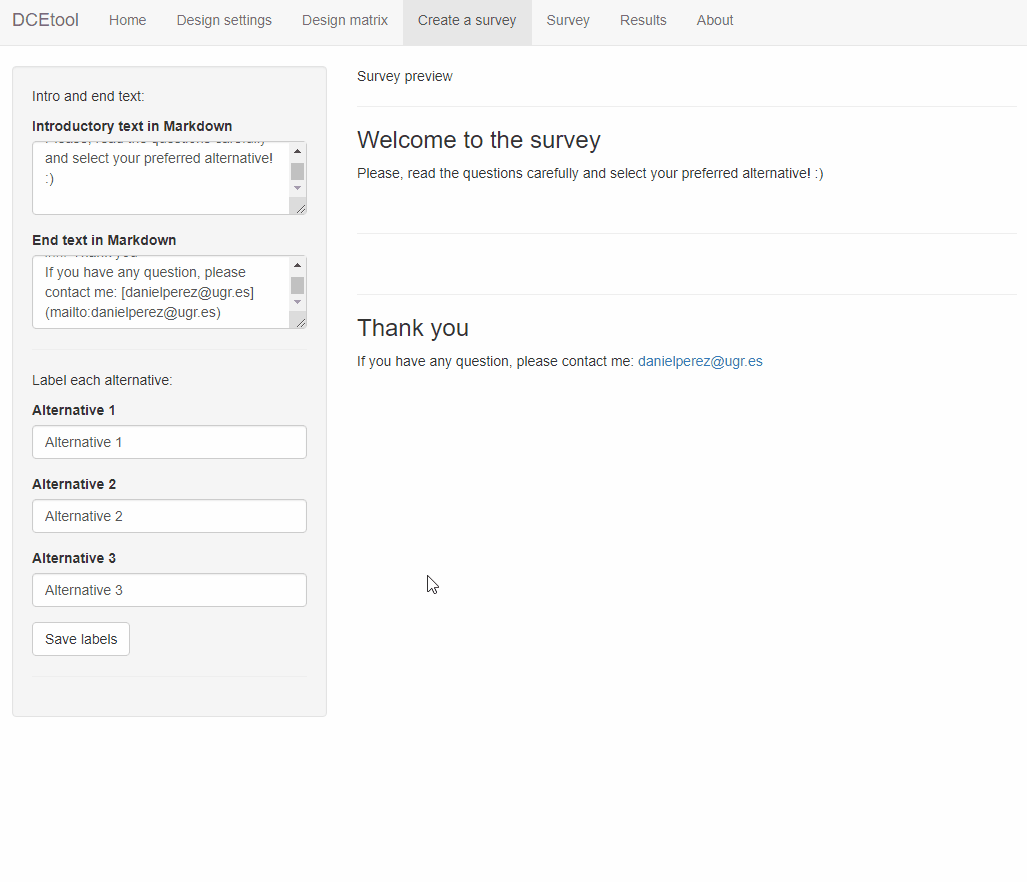 DCEtool Home Design settings Design matrix Create a survey Survey Results About
Intro and end text:
Introductory text in Markdown
and select your preferred alternative!
:)
End text in Markdown
If you have any question, please
contact me: [danielperez@ugr.es]
(mailto:danielperez@ugr.es)
Label each alternative:
Alternative 1
Alternative 1
Alternative 2
Alternative 2
Alternative 3
Alternative 3
Save labels
Survey preview
Welcome to the survey
Please, read the questions carefully and select your preferred alternative! :)
Thank you
If you have any question, please contact me: danielperez@ugr.es